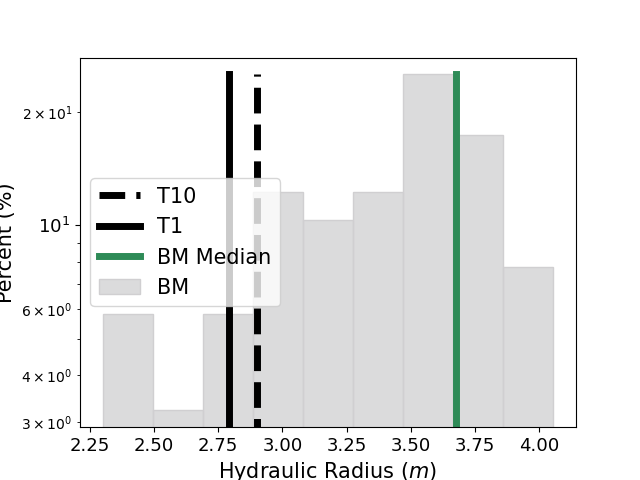 2 × 10¹
10¹
6 × 10⁰
4 × 10⁰
3 × 10⁰
Percent (%)
T10
T1
BM Median
BM
2.25 2.50 2.75 3.00 3.25 3.50 3.75 4.00
Hydraulic Radius (m)